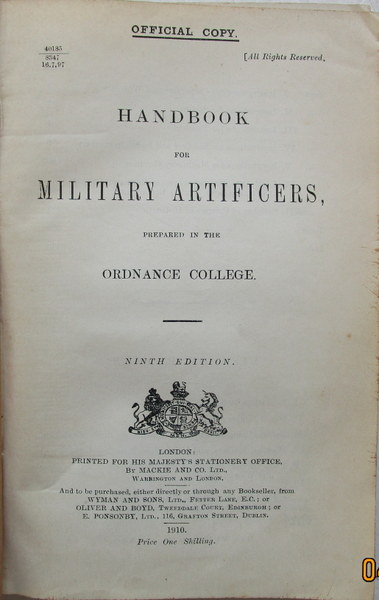 OFFICIAL COPY.
40185
8947
16.7.97
[All Rights Reserved.
HANDBOOK
FOR
MILITARY ARTIFICERS,
PREPARED IN THE
ORDNANCE COLLEGE.
NINTH EDITION.
LONDON:
PRINTED FOR HIS MAJESTY'S STATIONERY OFFICE,
BY MACKIE AND CO. LTD.,
WARRINGTON AND LONDON.
And to be purchased, either directly or through any Bookseller, from
WYMAN AND SONS, LTD., FETTER LANE, E.C.; or
OLIVER AND BOYD, TWEEDDALE COURT, EDINBURGH; or
E. PONSONBY, LTD., 116, GRAFTON STREET, DUBLIN.
1910.
Price One Shilling.